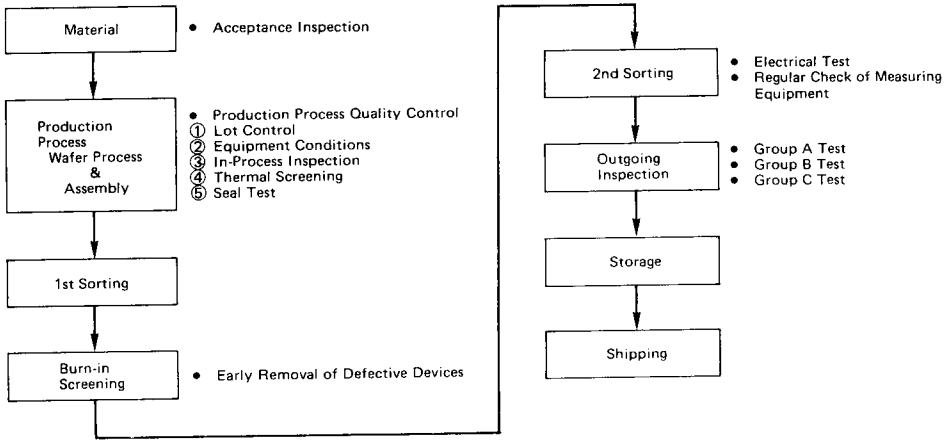 Material
• Acceptance Inspection
Production
Process
Wafer Process
&
Assembly
• Production Process Quality Control
① Lot Control
② Equipment Conditions
③ In-Process Inspection
④ Thermal Screening
⑤ Seal Test
1st Sorting
Burn-in
Screening
• Early Removal of Defective Devices
2nd Sorting
• Electrical Test
• Regular Check of Measuring
Equipment
Outgoing
Inspection
• Group A Test
• Group B Test
• Group C Test
Storage
Shipping